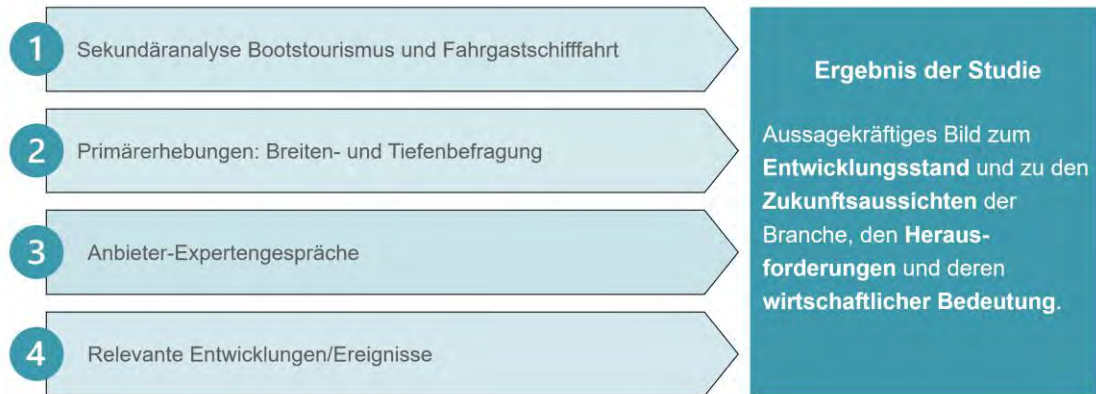 1 Sekundäranalyse Bootstourismus und Fahrgastschifffahrt
2 Primärerhebungen: Breiten- und Tiefenbefragung
3 Anbieter-Expertengespräche
4 Relevante Entwicklungen/Ereignisse
Ergebnis der Studie
Aussagekräftiges Bild zum
Entwicklungsstand und zu den
Zukunftsaussichten der
Branche, den Heraus-
forderungen und deren
wirtschaftlicher Bedeutung.